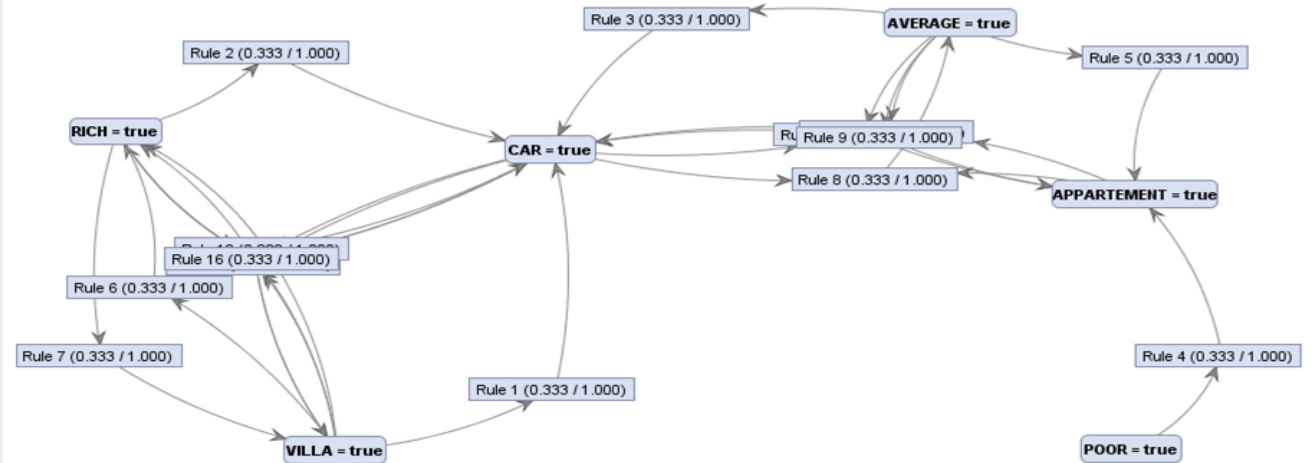 Rule 3 (0.333 / 1.000)
AVERAGE = true
Rule 2 (0.333 / 1.000)
Rule 5 (0.333 / 1.000)
RICH = true
CAR = true
Rule 9 (0.333 / 1.000)
Rule 8 (0.333 / 1.000)
APPARTEMENT = true
Rule 16 (0.333 / 1.000)
Rule 6 (0.333 / 1.000)
Rule 7 (0.333 / 1.000)
Rule 4 (0.333 / 1.000)
Rule 1 (0.333 / 1.000)
VILLA = true
POOR = true